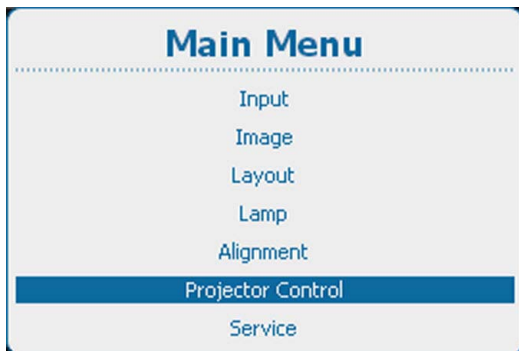 Main Menu
Input
Image
Layout
Lamp
Alignment
Projector Control
Service